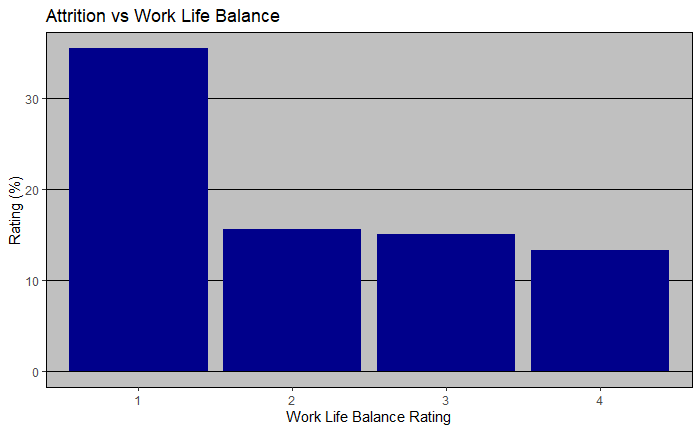 Attrition vs Work Life Balance
Rating (%)
30
20
10
0
1 2 3 4
Work Life Balance Rating